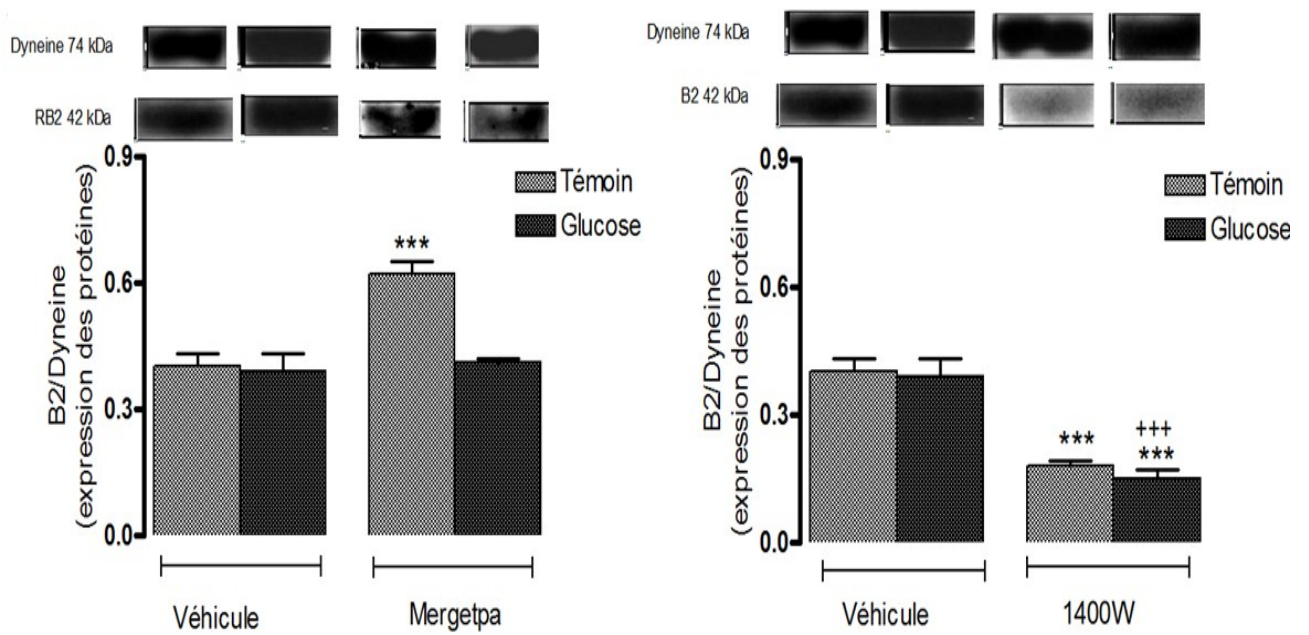 Dyneine 74 kDa
RB2 42 kDa
B2/Dyneine
(expression des protéines)
0.9
0.6
0.3
0.0
Témoin
Glucose
***
Véhicule
Mergetpa
Dyneine 74 kDa
B2 42 kDa
B2/Dyneine
(expression des protéines)
0.9
0.6
0.3
0.0
Témoin
Glucose
***
+++
***
Véhicule
1400W